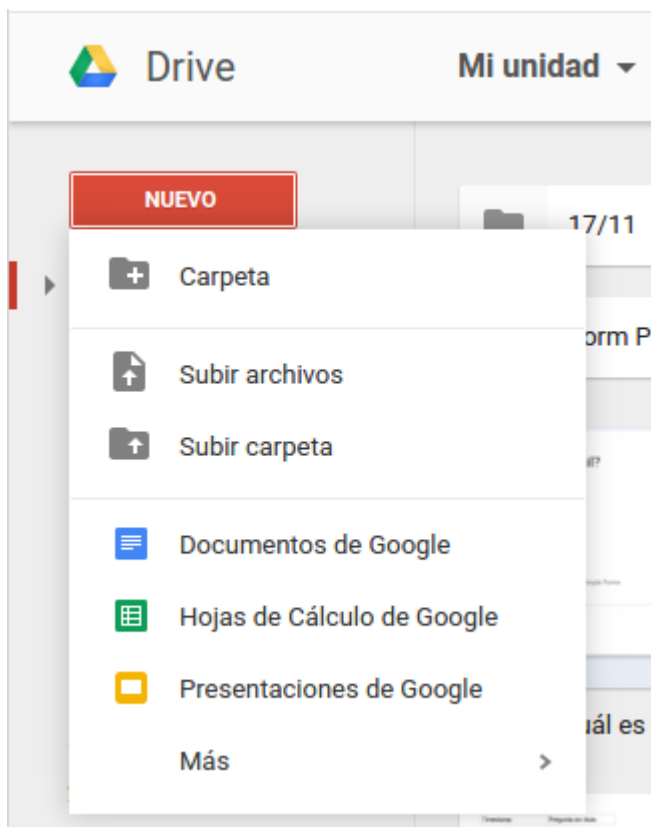 Drive
Mi unidad
NUEVO
17/11
Carpeta
orm P
Subir archivos
Subir carpeta
Documentos de Google
Hojas de Cálculo de Google
Presentaciones de Google
ál es
Más